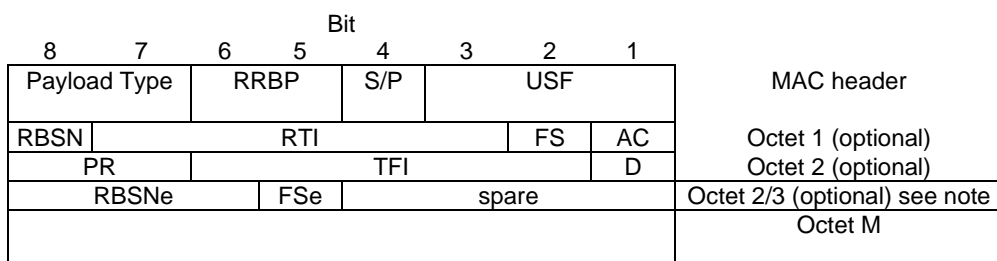 Bit
8 7 6 5 4 3 2 1
Payload Type RRBP S/P USF MAC header
RBSN RTI FS AC Octet 1 (optional)
PR TFI D Octet 2 (optional)
RBSNe FSe spare Octet 2/3 (optional) see note
Octet M